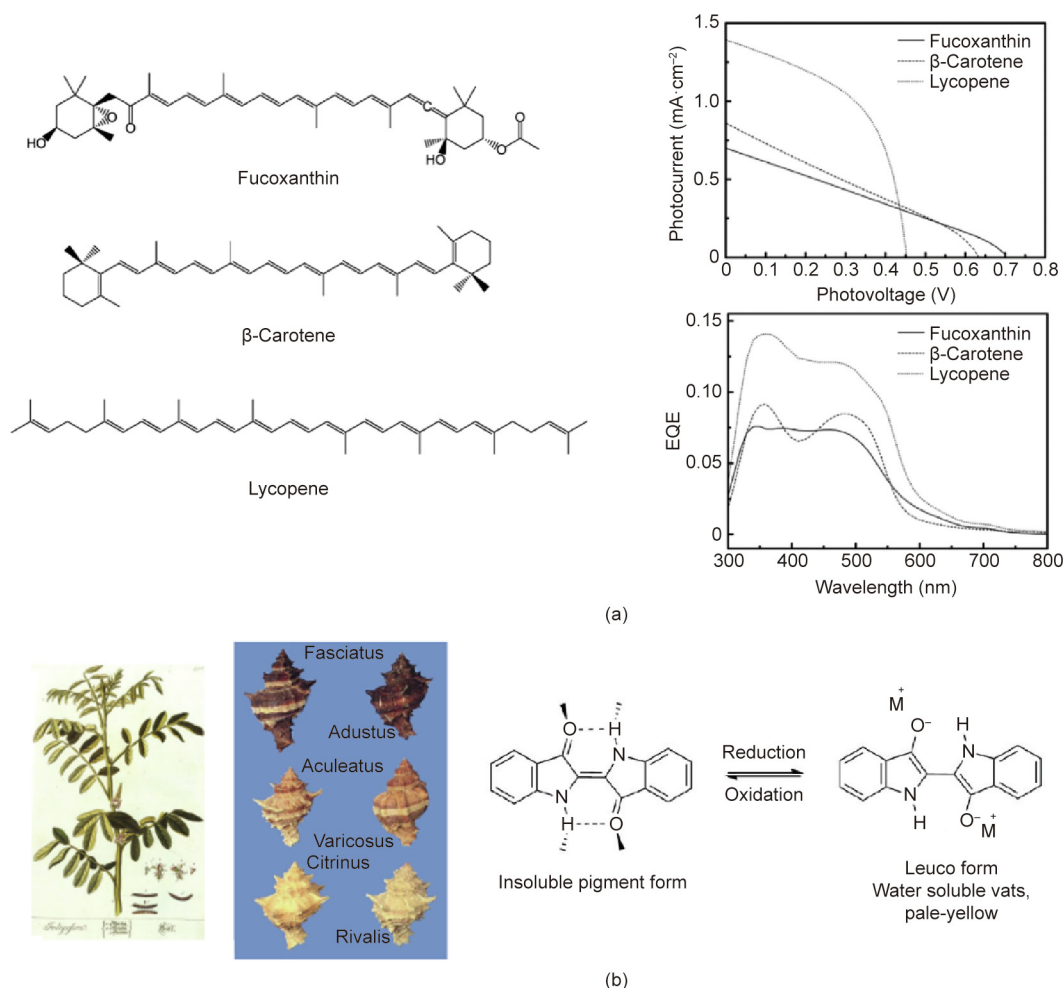 HO
O
O
C
HO
O
O
Fucoxanthin
β-Carotene
Lycopene
Photocurrent (mA·cm⁻²)
1.5
1.0
0.5
0
0 0.1 0.2 0.3 0.4 0.5 0.6 0.7 0.8
Photovoltage (V)
Fucoxanthin
β-Carotene
Lycopene
EQE
0.15
0.10
0.05
0
300 400 500 600 700 800
Wavelength (nm)
Fucoxanthin
β-Carotene
Lycopene
(a)
Fasciatus
Adustus
Aculeatus
Varicosus
Citrinus
Rivalis
O H
N
N
H O
Insoluble pigment form
Reduction
Oxidation
M⁺
O⁻ H
N
N
H
O⁻ M⁺
Leuco form
Water soluble vats,
pale-yellow
(b)